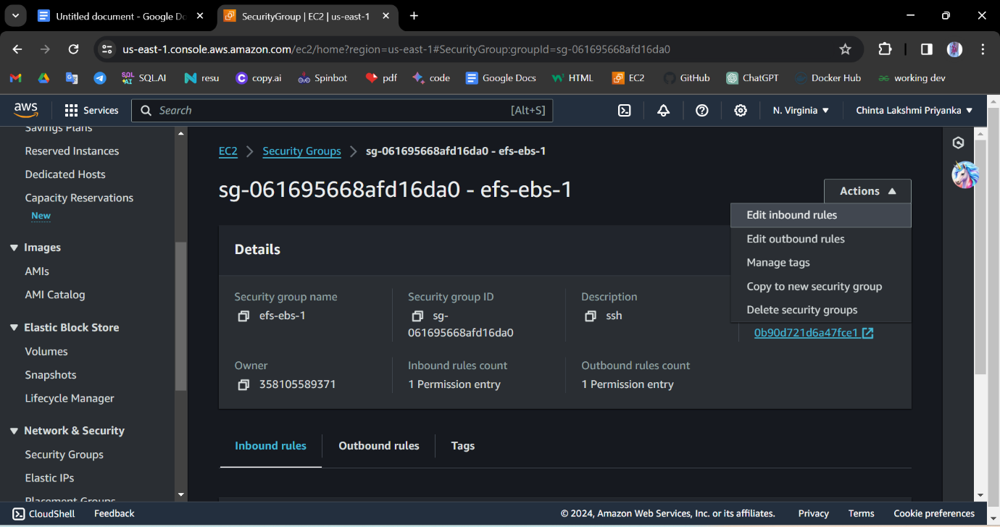 Untitled document - Google Do
SecurityGroup | EC2 | us-east-1
us-east-1.console.aws.amazon.com/ec2/home?region=us-east-1#SecurityGroup:groupId=sg-061695668afd16da0
SQL AI SQLAI resu copy.ai Spinbot pdf code Google Docs HTML EC2 GitHub ChatGPT Docker Hub working dev
aws Services Search [Alt+S] N. Virginia Chinta Lakshmi Priyanka
Savings Plans
Reserved Instances
Dedicated Hosts
Capacity Reservations
New
Images
AMIs
AMI Catalog
Elastic Block Store
Volumes
Snapshots
Lifecycle Manager
Network & Security
Security Groups
Elastic IPs
Placement Groups
EC2 Security Groups sg-061695668afd16da0 - efs-ebs-1
sg-061695668afd16da0 - efs-ebs-1
Actions
Edit inbound rules
Edit outbound rules
Manage tags
Copy to new security group
Delete security groups
Details
Security group name
efs-ebs-1
Security group ID
sg-
061695668afd16da0
Description
ssh
0b90d721d6a47fce1
Owner
358105589371
Inbound rules count
1 Permission entry
Outbound rules count
1 Permission entry
Inbound rules Outbound rules Tags
CloudShell Feedback © 2024, Amazon Web Services, Inc. or its affiliates. Privacy Terms Cookie preferences